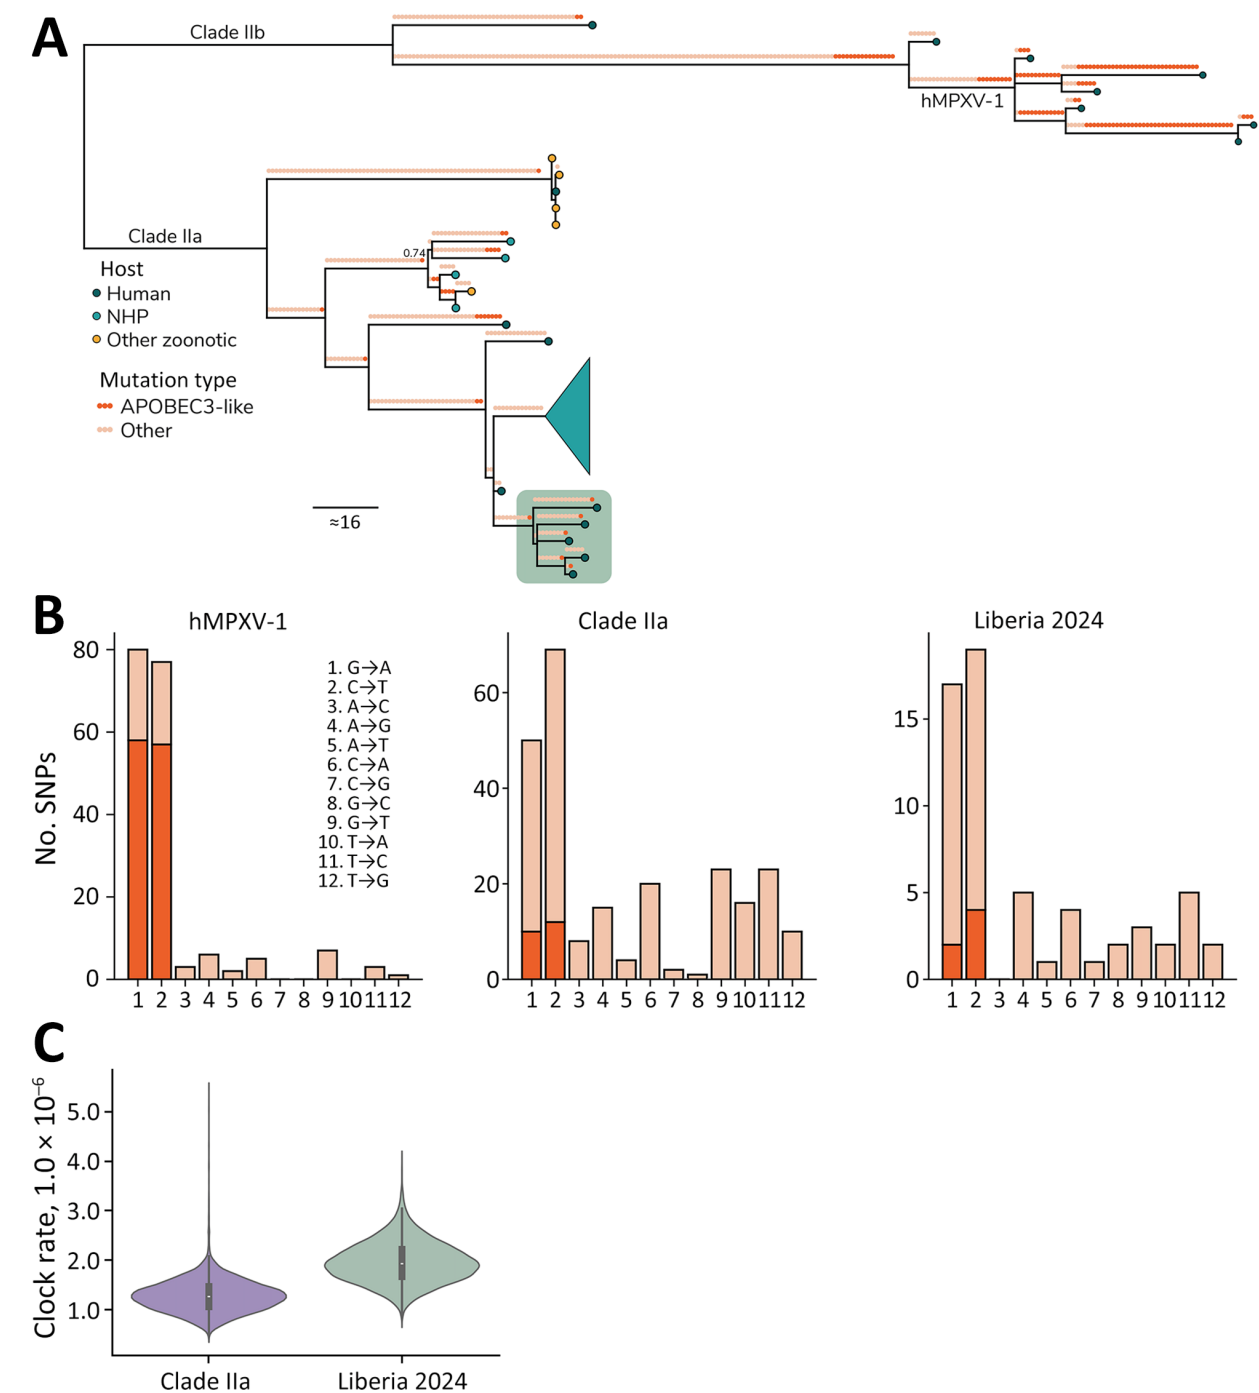 A
Clade IIb
hMPXV-1
Clade IIa
0.74
Host
Human
NHP
Other zoonotic
Mutation type
APOBEC3-like
Other
≈16
B
hMPXV-1
Clade IIa
Liberia 2024
No. SNPs
80
60
40
20
0
1. G→A
2. C→T
3. A→C
4. A→G
5. A→T
6. C→A
7. C→G
8. G→C
9. G→T
10. T→A
11. T→C
12. T→G
1 2 3 4 5 6 7 8 9 10 11 12
60
40
20
0
1 2 3 4 5 6 7 8 9 10 11 12
15
10
5
0
1 2 3 4 5 6 7 8 9 10 11 12
C
Clock rate, 1.0 × 10⁻⁶
5.0
4.0
3.0
2.0
1.0
Clade IIa
Liberia 2024